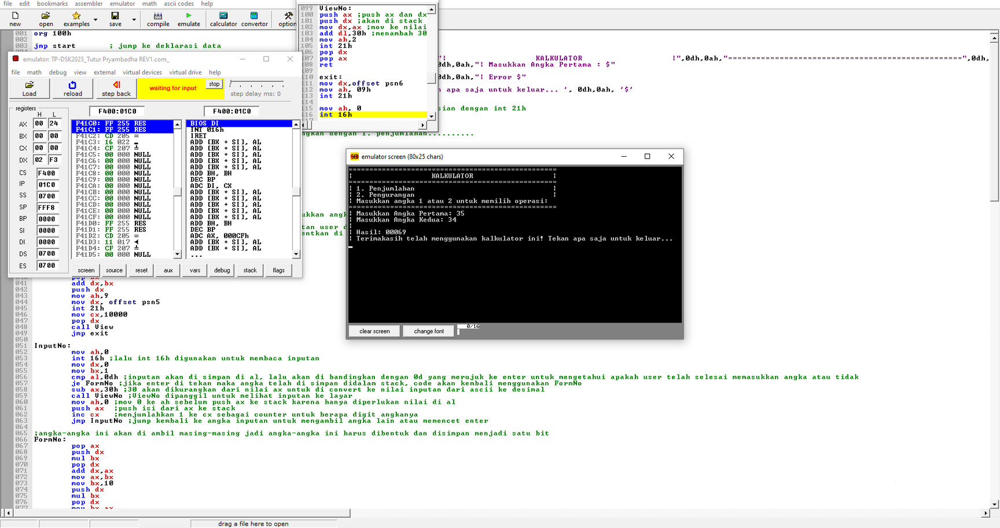 file edit bookmarks assembler emulator math ascii codes help
new open examples save compile emulate calculator convertor option
001 org 100h
002
003 jmp start ; jump ke deklarasi data
"¦ KALKULATOR ¦",0dh,0ah,"==========================================",0dh,
0dh,0ah,"¦ Masukkan Angka Pertama : $"
0dh,0ah,"¦ Error $"
n apa saja untuk keluar... ', 0dh,0ah, '$'
sian dengan int 21h
ngkan dengan 1. penjumlahan..........
ukkan angk
tan user d
entkan di
099 ViewNo:
100 push ax ;push ax dan dx
101 push dx ;akan di stack
102 mov dx,ax ;mov ke nilai
103 add dl,30h ;menambah 30
104 mov ah,2
105 int 21h
106 pop dx
107 pop ax
108 ret
109
110 exit:
111 mov dx,offset psn6
112 mov ah, 09h
113 int 21h
114
115 mov ah, 0
116 int 16h
emulator: TP-DSK2023_Tutur Pryambadha REV1.com_
file math debug view external virtual devices virtual drive help
Load reload step back waiting for input stop step delay ms: 0
registers F400:01C0 F400:01C0
H L
AX 00 24
BX 00 00
CX 00 00
DX 02 F3
CS F400
IP 01C0
SS 0700
SP FFF8
BP 0000
SI 0000
DI 0000
DS 0700
ES 0700
F41C0: FF 255 RES
F41C1: FF 255 RES
F41C2: CD 205 =
F41C3: 16 022 ▬
F41C4: CF 207 ╧
F41C5: 00 000 NULL
F41C6: 00 000 NULL
F41C7: 00 000 NULL
F41C8: 00 000 NULL
F41C9: 00 000 NULL
F41CA: 00 000 NULL
F41CB: 00 000 NULL
F41CC: 00 000 NULL
F41CD: 00 000 NULL
F41CE: 00 000 NULL
F41CF: 00 000 NULL
F41D0: FF 255 RES
F41D1: FF 255 RES
F41D2: CD 205 =
F41D3: 11 017 ◄
F41D4: CF 207 ╧
F41D5: 00 000 NULL
BIOS DI
INT 016h
IRET
ADD [BX + SI], AL
ADD [BX + SI], AL
ADD [BX + SI], AL
ADD [BX + SI], AL
ADD [BX + SI], AL
ADD BH, BH
DEC BP
ADC DI, CX
ADD [BX + SI], AL
ADD [BX + SI], AL
ADD [BX + SI], AL
ADD [BX + SI], AL
ADD [BX + SI], AL
ADD BH, BH
DEC BP
ADC AX, 000CFh
ADD [BX + SI], AL
ADD [BX + SI], AL
...
screen source reset aux vars debug stack flags
emulator screen (80x25 chars)
==================================================
¦ KALKULATOR ¦
==================================================
¦ 1. Penjumlahan ¦
¦ 2. Pengurangan ¦
¦ Masukkan angka 1 atau 2 untuk memilih operasi:
==================================================
¦ Masukkan Angka Pertama: 35
¦ Masukkan Angka Kedua: 34
¦
¦ Hasil: 00069
¦ Terimakasih telah menggunakan kalkulator ini! Tekan apa saja untuk keluar...
clear screen change font 0/16
041 add dx,bx
042 push dx
043 mov ah,9
044 mov dx, offset psn5
045 int 21h
046 mov cx,10000
047 pop dx
048 call View
049 jmp exit
050
051 InputNo:
052 mov ah,0
053 int 16h ;lalu int 16h digunakan untuk membaca inputan
054 mov dx,0
055 mov bx,1
056 cmp al,0dh ;inputan akan di simpan di al, lalu akan di bandingkan dengan 0d yang merujuk ke enter untuk mengetahui apakah user telah selesai memasukkan angka atau tidak
057 je FormNo ;jika enter di tekan maka angka telah di simpan didalam stack, code akan kembali menggunakan FormNo
058 sub ax,30h ;30 akan dikurangkan dari nilai ax untuk di convert ke nilai inputan dari ascii ke desimal
059 call ViewNo ;ViewNo dipanggil untuk melihat inputan ke layar
060 mov ah,0 ;mov 0 ke ah sebelum push ax ke stack karena hanya diperlukan nilai di al
061 push ax ;push isi dari ax ke stack
062 inc cx ;menjumlahkan 1 ke cx sebagai counter untuk berapa digit angkanya
063 jmp InputNo ;jump kembali ke angka inputan untuk mengambil angka lain atau memencet enter
064
065 ;angka-angka ini akan di ambil masing-masing jadi angka-angka ini harus dibentuk dan disimpan menjadi satu bit
066 FormNo:
067 pop ax
068 push dx
069 mul bx
070 pop dx
071 add dx,ax
072 mov ax,bx
073 mov bx,10
074 push dx
075 mul bx
076 pop dx
077 mov bx,ax
drag a file here to open